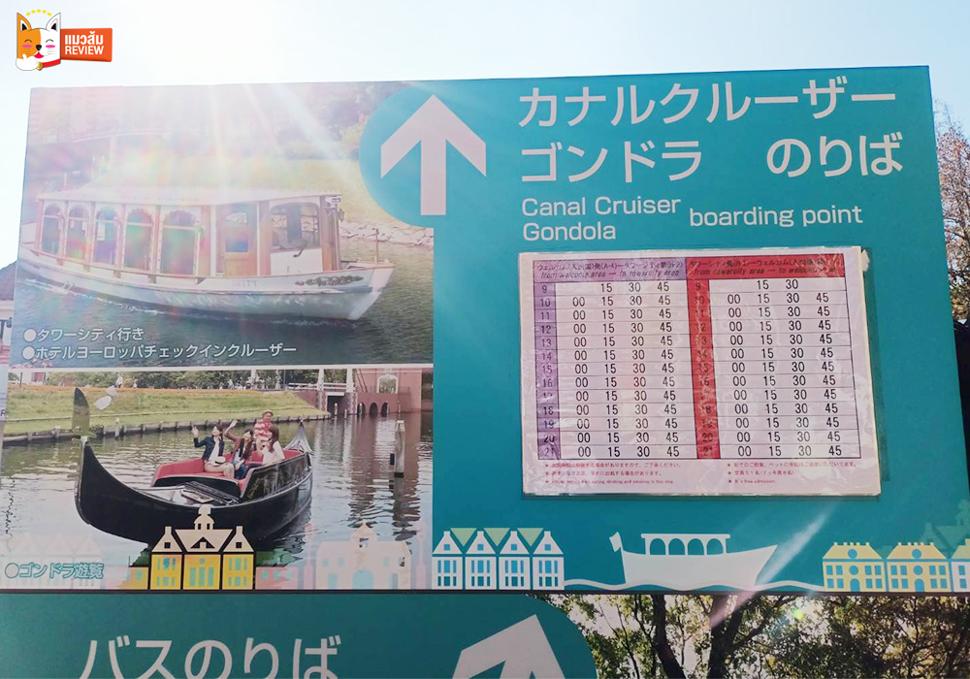 แมวส้ม
REVIEW
カナルクルーザー
ゴンドラ のりば
Canal Cruiser
Gondola boarding point
●タワーシティ行き
●ホテルヨーロッパチェックインクルーザー
9 15 30 45 15 30
10 00 15 30 45 00 15 30 45
11 00 15 30 45 00 15 30 45
12 00 15 30 45 00 15 30 45
13 00 15 30 45 00 15 30 45
14 00 15 30 45 00 15 30 45
15 00 15 30 45 00 15 30 45
16 00 15 30 45 00 15 30 45
00 15 30 45 00 15 30 45
18 00 15 30 45 00 15 30 45
19 00 15 30 45 00 15 30 45
20 00 15 30 45 00 15 30 45
21 00 15 30 45 00 15 30 45
●ゴンドラ遊覧
バスのりば